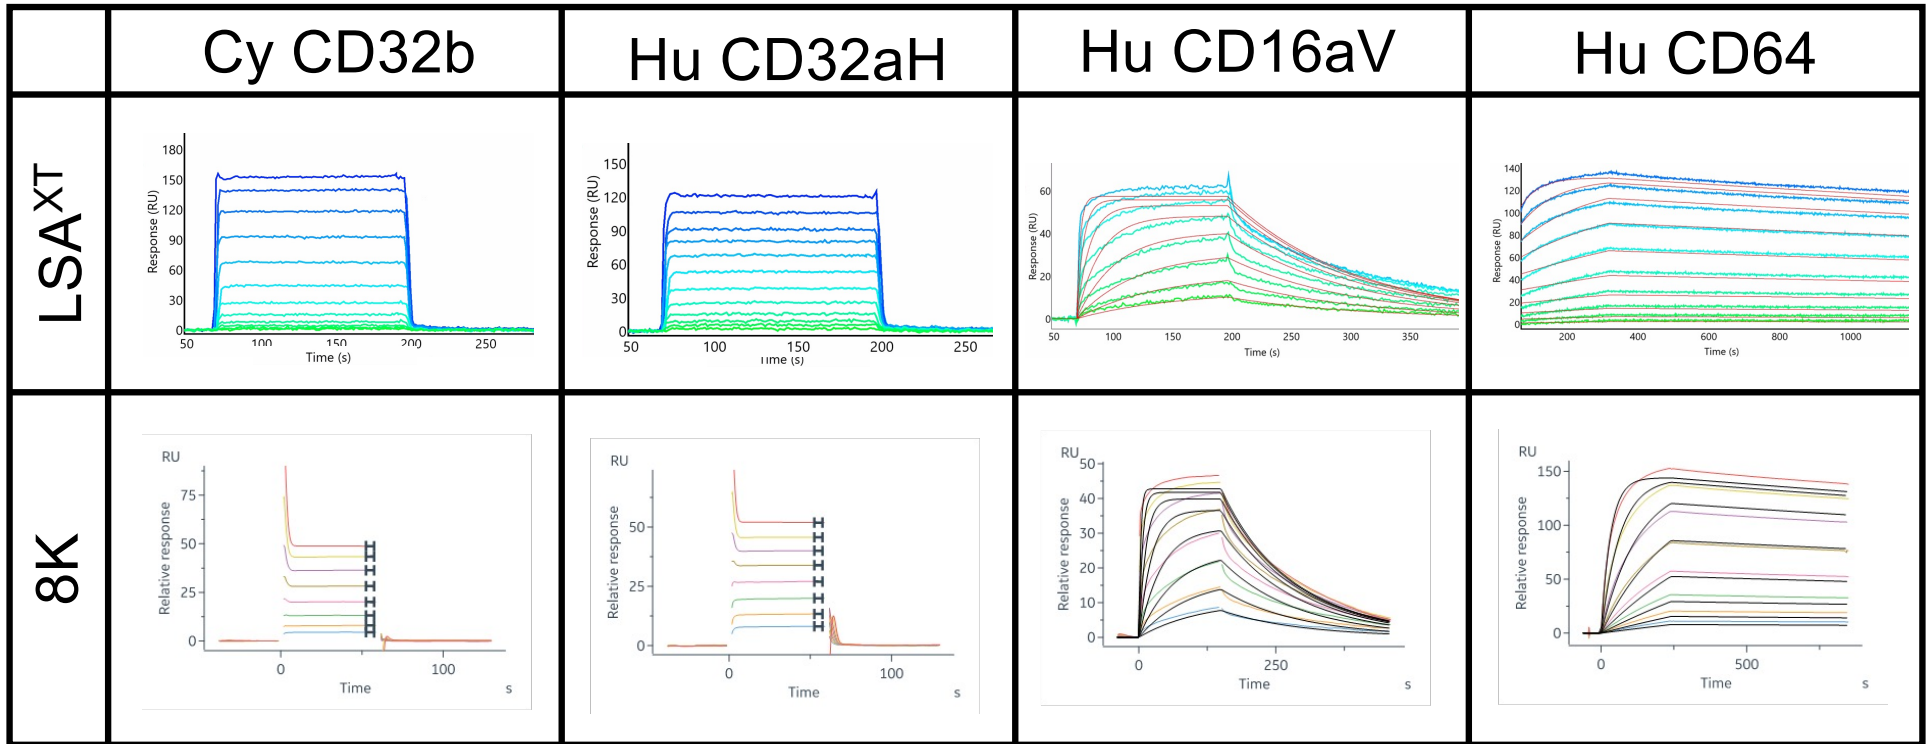 Cy CD32b
Hu CD32aH
Hu CD16aV
Hu CD64
LSAXT
180
150
120
90
60
30
0
Response (RU)
50 100 150 200 250
Time (s)
150
120
90
60
30
0
Response (RU)
50 100 150 200 250
Time (s)
60
40
20
0
Response (RU)
50 100 150 200 250 300 350
Time (s)
140
120
100
80
60
40
20
0
Response (RU)
200 400 600 800 1000
Time (s)
8K
RU
75
50
25
0
Relative response
0 100
Time s
RU
50
25
0
Relative response
0 100
Time s
RU
50
40
30
20
10
0
Relative response
0 250
Time s
RU
150
100
50
0
Relative response
0 500
Time s